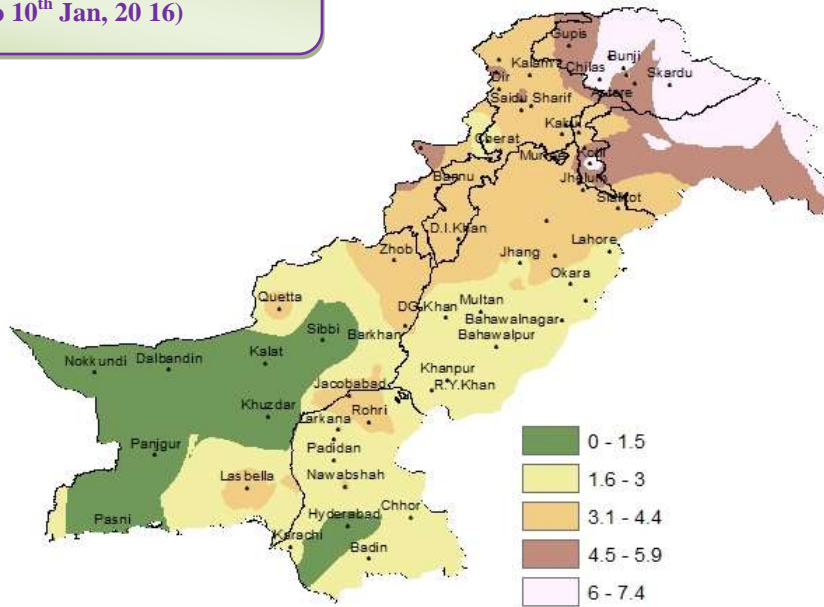 10th Jan, 20 16)
Gupis
Bunji
Kalam
Chilas
Skardu
Dir
Astore
Saidu Sharif
Kakul
Cherat
Kotli
Bannu
Jhelum
Sialkot
D.I.Khan
Lahore
Zhob
Jhang
Okara
Quetta
DG.Khan
Multan
Sibbi
Barkhan
Bahawalnagar
Bahawalpur
Nokkundi
Dalbandin
Kalat
Khanpur
Jacobabad
R.Y.Khan
Khuzdar
Rohri
Larkana
Panjgur
Padidan
0 - 1.5
Lasbella
Nawabshah
1.6 - 3
Pasni
Hyderabad
Chhor
3.1 - 4.4
Karachi
Badin
4.5 - 5.9
6 - 7.4